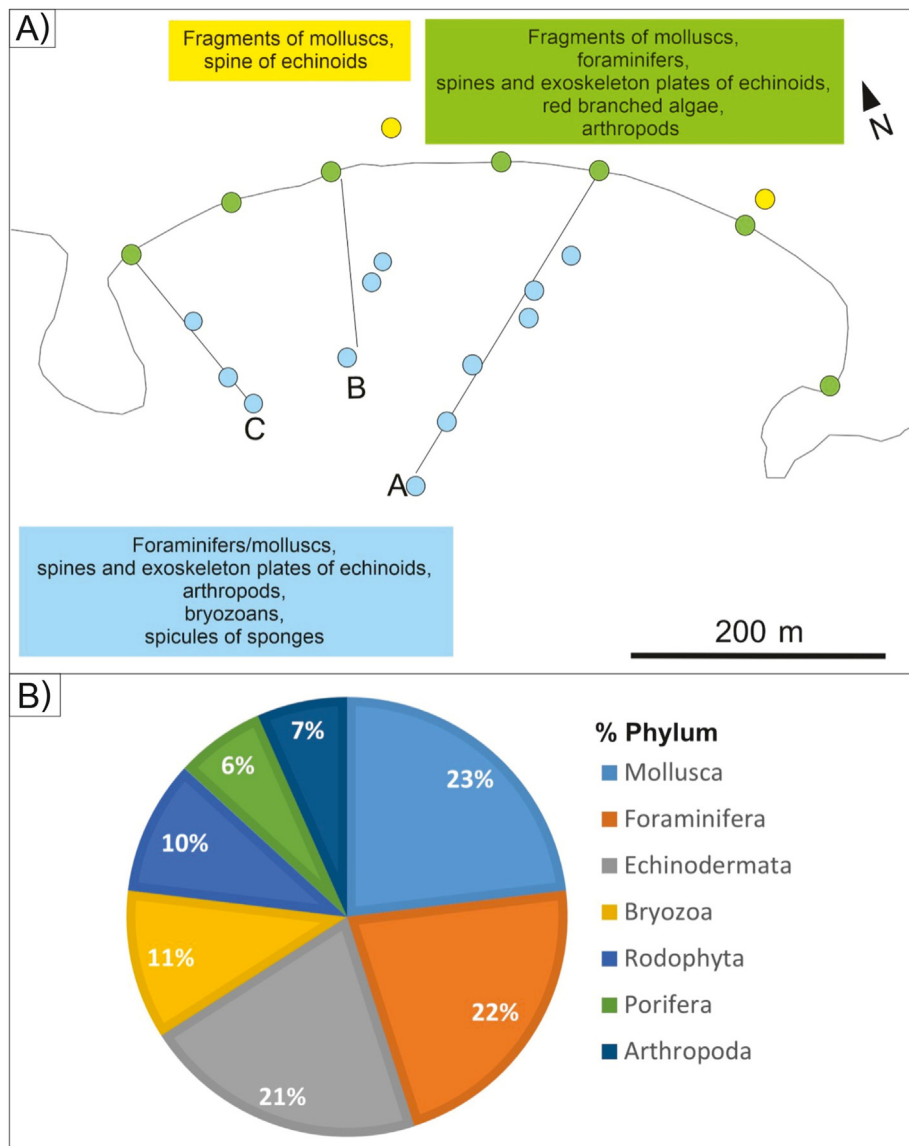 A)
Fragments of molluscs,
spine of echinoids
Fragments of molluscs,
foraminifers,
spines and exoskeleton plates of echinoids,
red branched algae,
arthropods
N
B
C
A
Foraminifers/molluscs,
spines and exoskeleton plates of echinoids,
arthropods,
bryozoans,
spicules of sponges
200 m
B)
7%
6%
23%
10%
11%
22%
21%
% Phylum
Mollusca
Foraminifera
Echinodermata
Bryozoa
Rodophyta
Porifera
Arthropoda